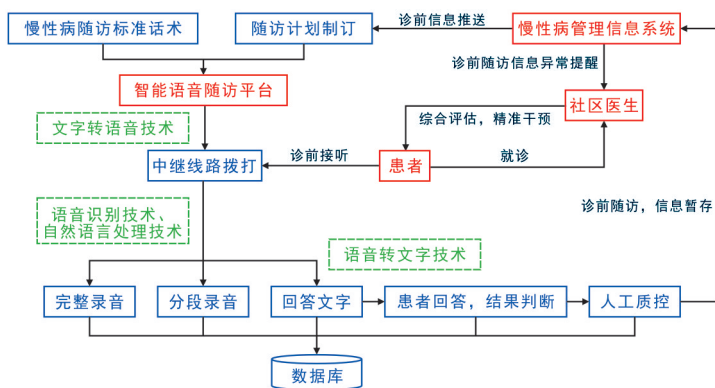 慢性病随访标准话术
随访计划制订
诊前信息推送
慢性病管理信息系统
诊前随访信息异常提醒
智能语音随访平台
社区医生
文字转语音技术
综合评估，精准干预
中继线路拨打
诊前接听
患者
就诊
语音识别技术、
自然语言处理技术
诊前随访，信息暂存
语音转文字技术
完整录音
分段录音
回答文字
患者回答，结果判断
人工质控
数据库